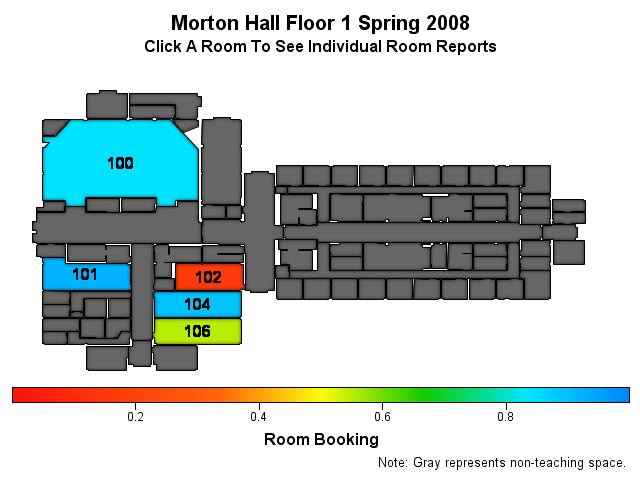 Morton Hall Floor 1 Spring 2008
Click A Room To See Individual Room Reports
100
101
102
104
106
0.2 0.4 0.6 0.8
Room Booking
Note: Gray represents non-teaching space.